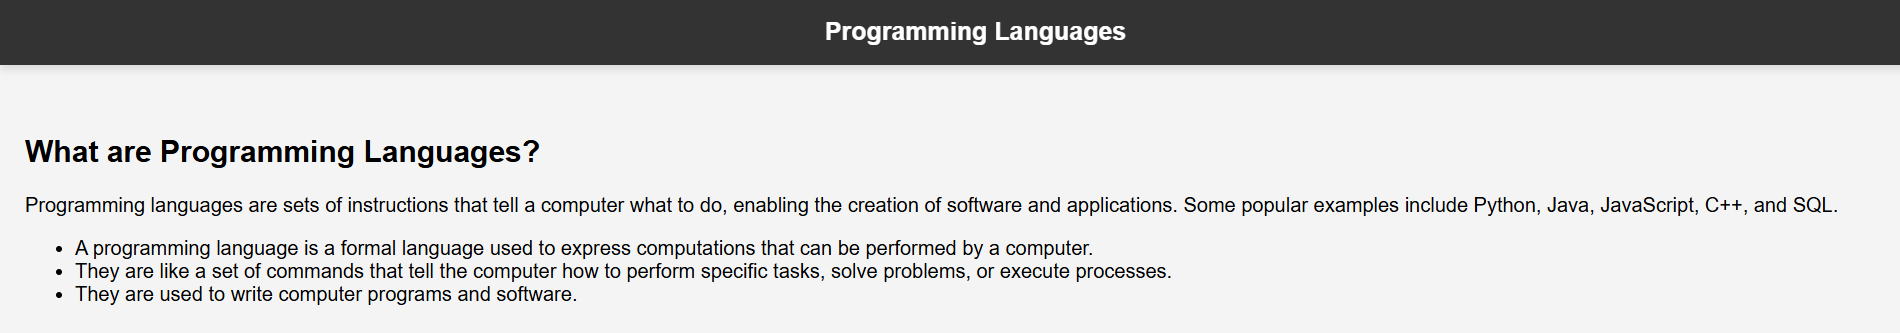 Programming Languages
What are Programming Languages?
Programming languages are sets of instructions that tell a computer what to do, enabling the creation of software and applications. Some popular examples include Python, Java, JavaScript, C++, and SQL.
• A programming language is a formal language used to express computations that can be performed by a computer.
• They are like a set of commands that tell the computer how to perform specific tasks, solve problems, or execute processes.
• They are used to write computer programs and software.